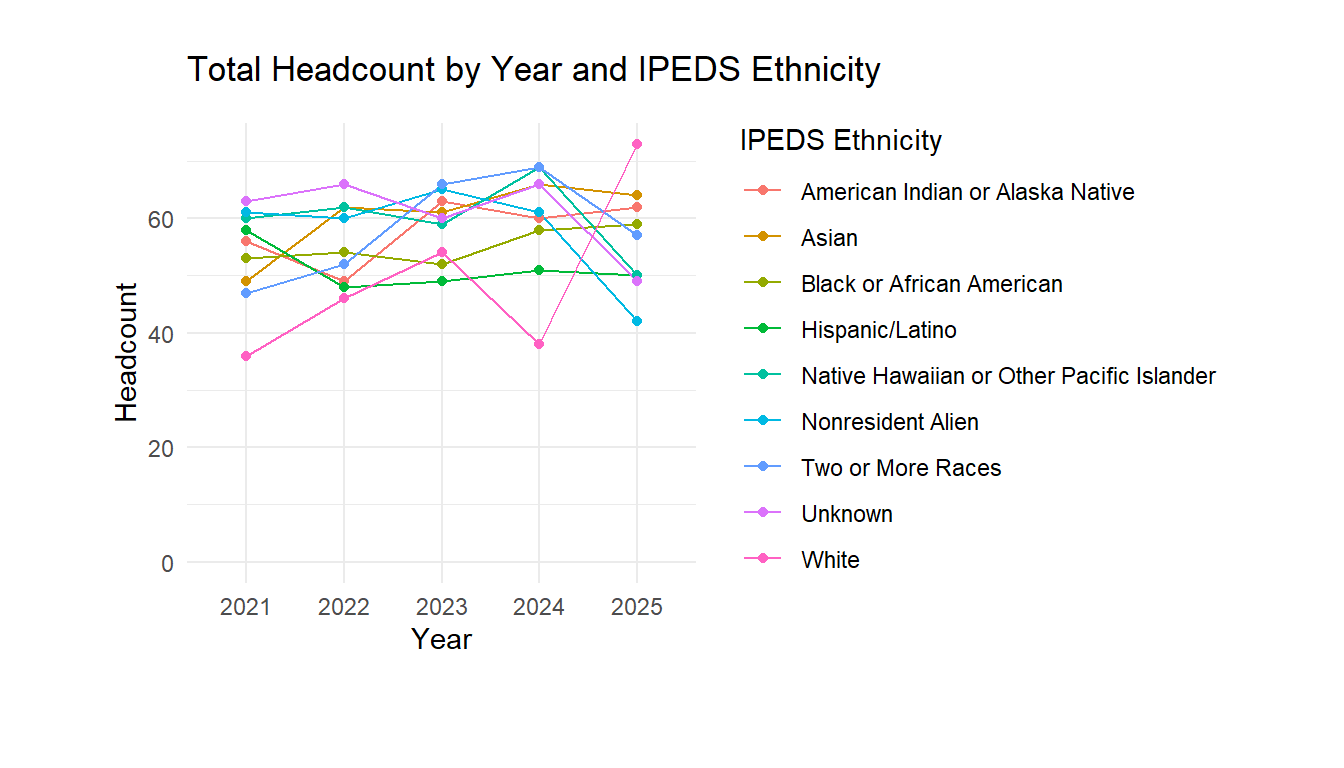 Total Headcount by Year and IPEDS Ethnicity
IPEDS Ethnicity
American Indian or Alaska Native
Asian
Black or African American
Hispanic/Latino
Native Hawaiian or Other Pacific Islander
Nonresident Alien
Two or More Races
Unknown
White
Headcount
60
40
20
0
2021 2022 2023 2024 2025
Year